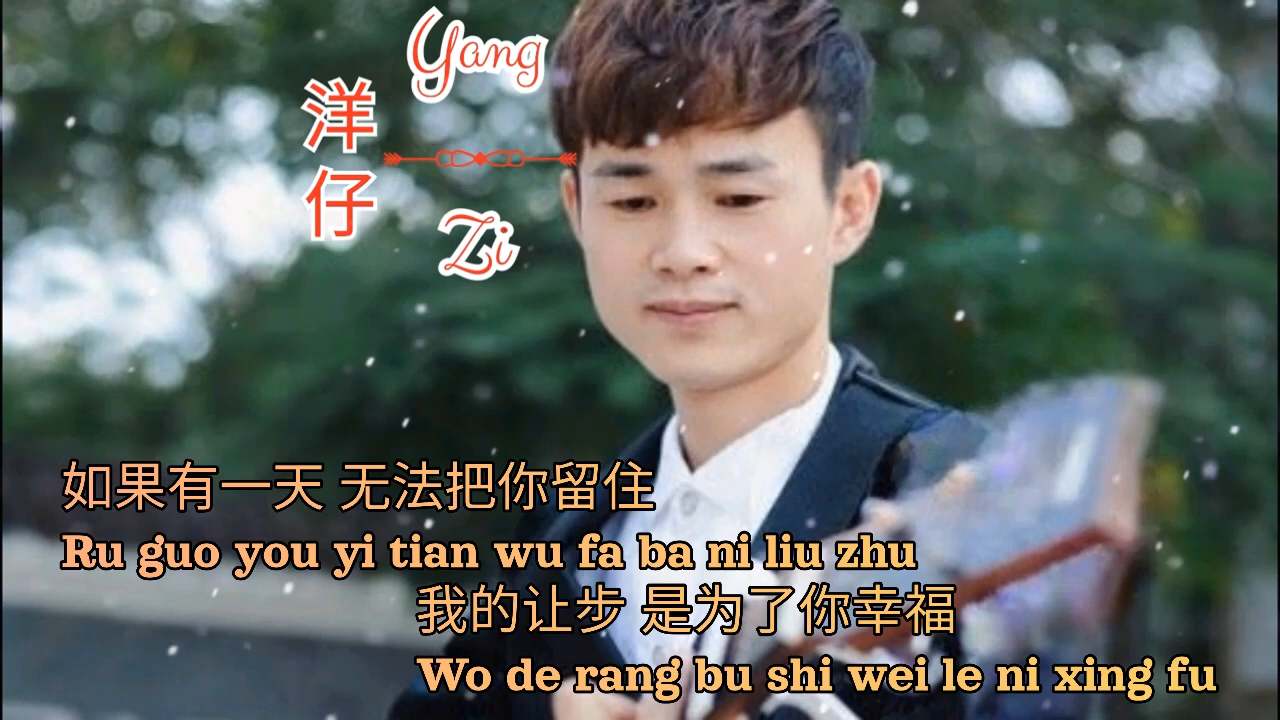 Yang
洋仔
Zi
如果有一天 无法把你留住
Ru guo you yi tian wu fa ba ni liu zhu
我的让步 是为了你幸福
Wo de rang bu shi wei le ni xing fu